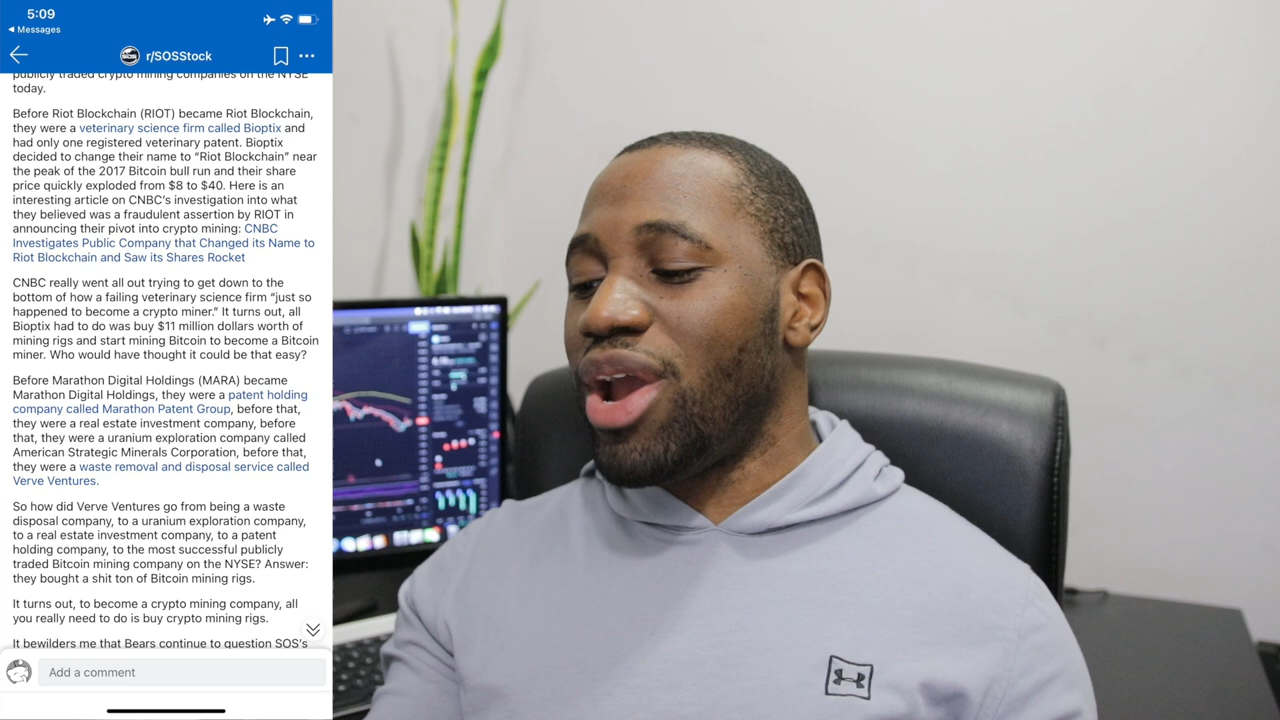 5:09
Messages
r/SOSStock
publicly traded crypto mining companies on the NYSE
today.
Before Riot Blockchain (RIOT) became Riot Blockchain,
they were a veterinary science firm called Bioptix and
had only one registered veterinary patent. Bioptix
decided to change their name to “Riot Blockchain” near
the peak of the 2017 Bitcoin bull run and their share
price quickly exploded from $8 to $40. Here is an
interesting article on CNBC’s investigation into what
they believed was a fraudulent assertion by RIOT in
announcing their pivot into crypto mining: CNBC
Investigates Public Company that Changed its Name to
Riot Blockchain and Saw its Shares Rocket
CNBC really went all out trying to get down to the
bottom of how a failing veterinary science firm “just so
happened to become a crypto miner.” It turns out, all
Bioptix had to do was buy $11 million dollars worth of
mining rigs and start mining Bitcoin to become a Bitcoin
miner. Who would have thought it could be that easy?
Before Marathon Digital Holdings (MARA) became
Marathon Digital Holdings, they were a patent holding
company called Marathon Patent Group, before that,
they were a real estate investment company, before
that, they were a uranium exploration company called
American Strategic Minerals Corporation, before that,
they were a waste removal and disposal service called
Verve Ventures.
So how did Verve Ventures go from being a waste
disposal company, to a uranium exploration company,
to a real estate investment company, to a patent
holding company, to the most successful publicly
traded Bitcoin mining company on the NYSE? Answer:
they bought a shit ton of Bitcoin mining rigs.
It turns out, to become a crypto mining company, all
you really need to do is buy crypto mining rigs.
It bewilders me that Bears continue to question SOS’s
Add a comment